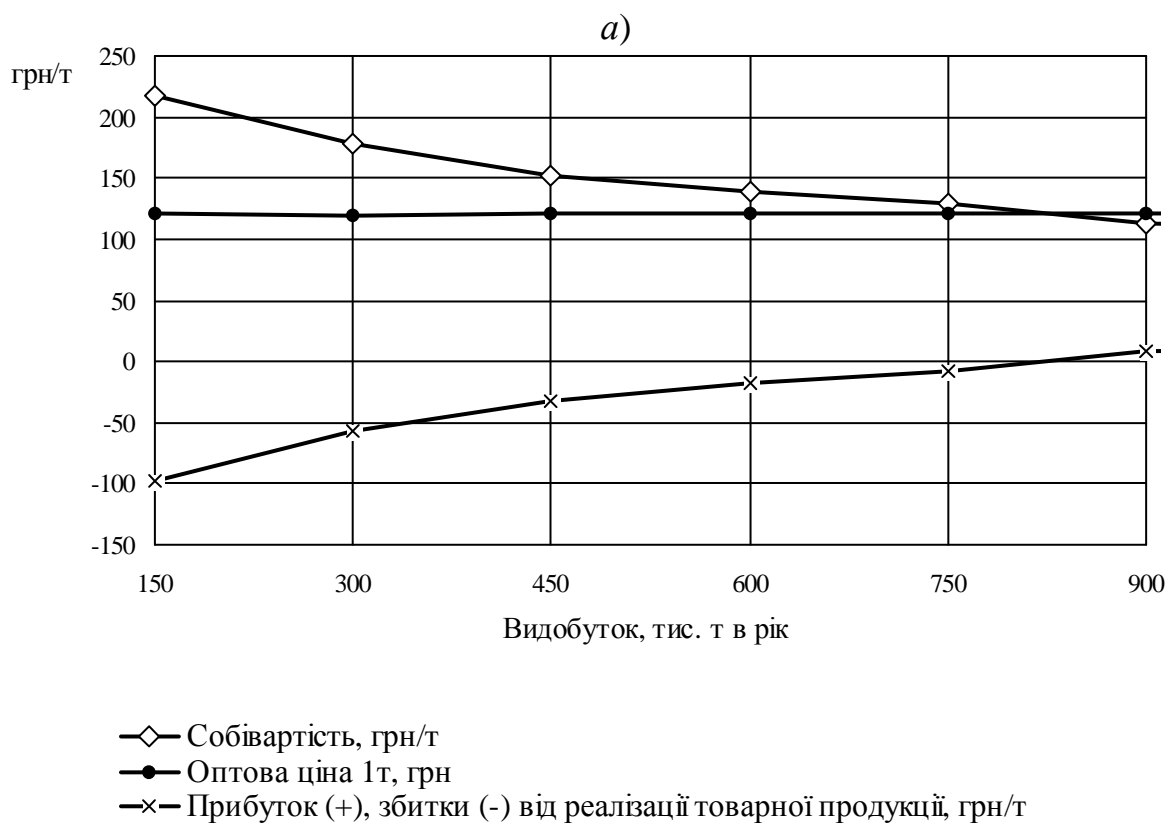 а)
грн/т
250
200
150
100
50
0
-50
-100
-150
150 300 450 600 750 900
Видобуток, тис. т в рік
Собівартість, грн/т
Оптова ціна 1т, грн
Прибуток (+), збитки (-) від реалізації товарної продукції, грн/т